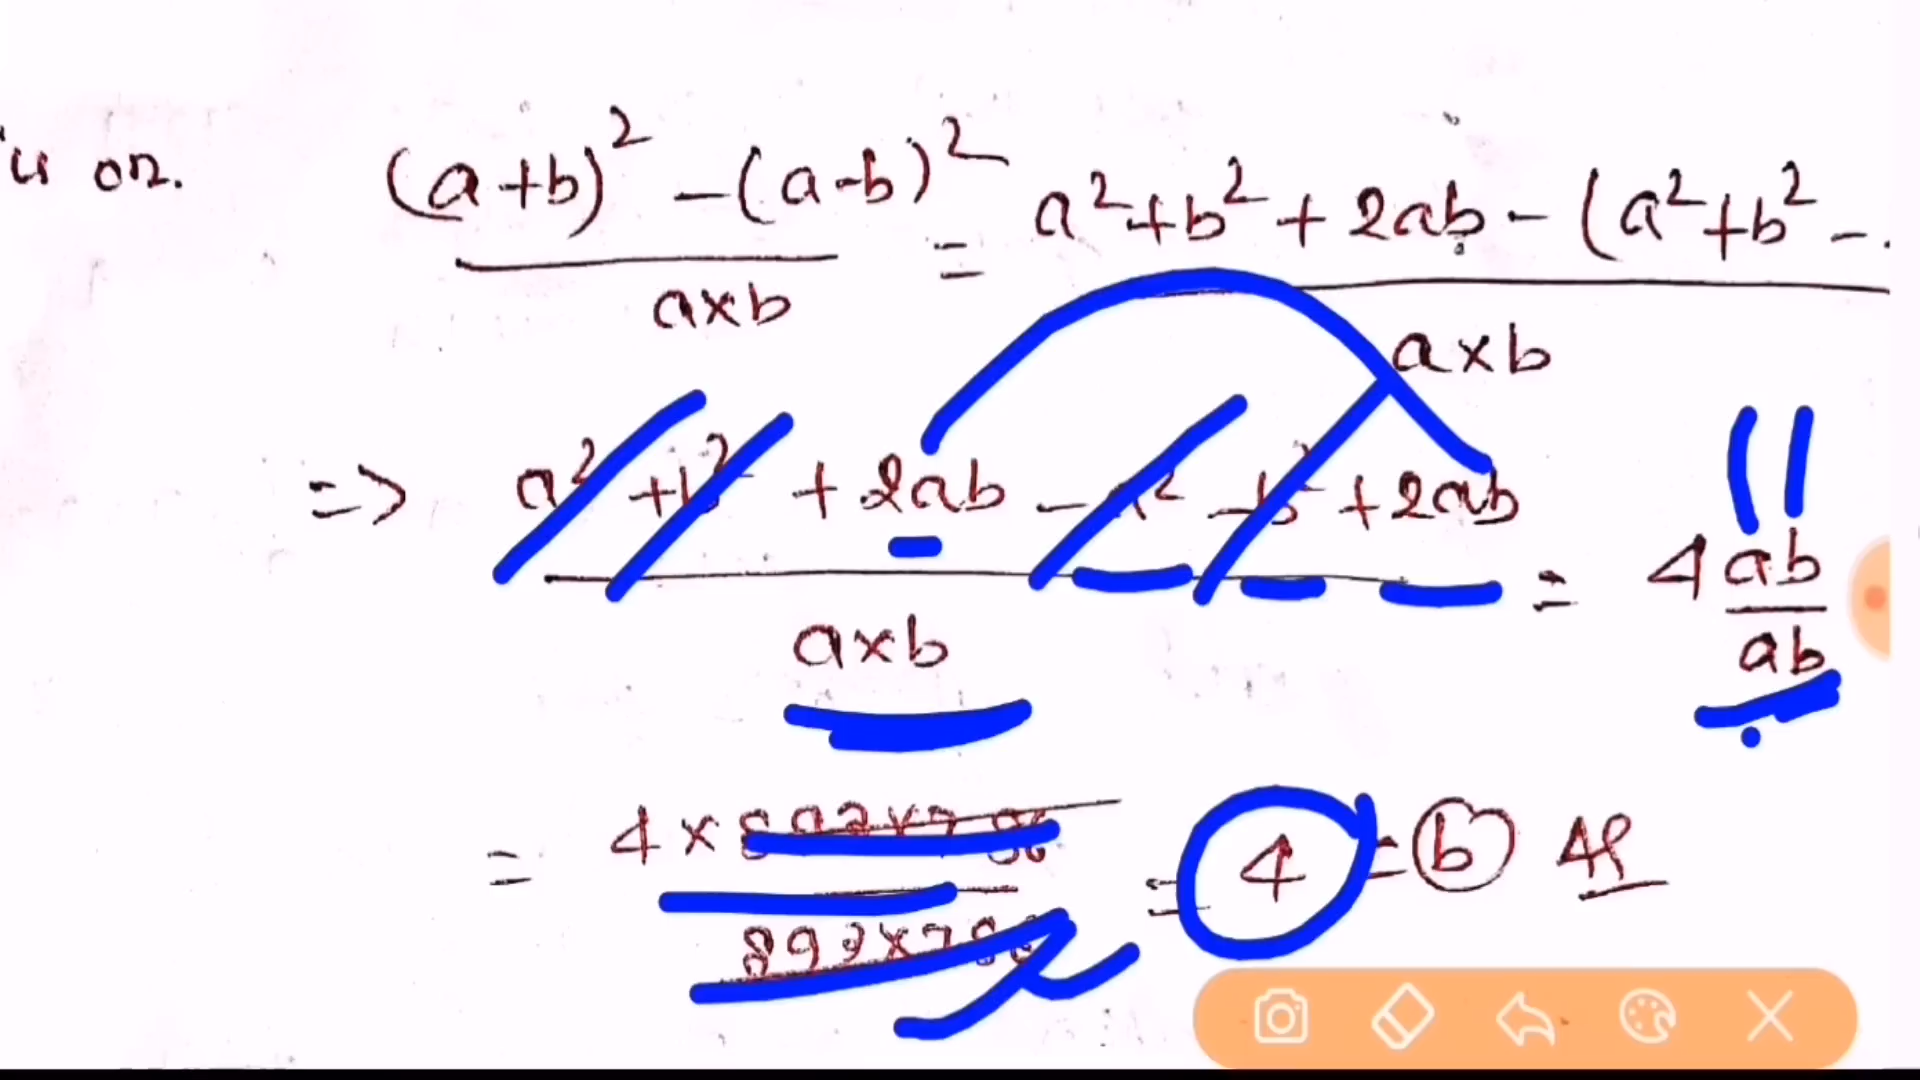 is on.
(a+b)² - (a-b)² / a×b = a²+b²+2ab - (a²+b² - / a×b
=> a² + b² + 2ab - a² - b² + 2ab / a×b = 4ab / ab
= 4 × / = 4 = (b)